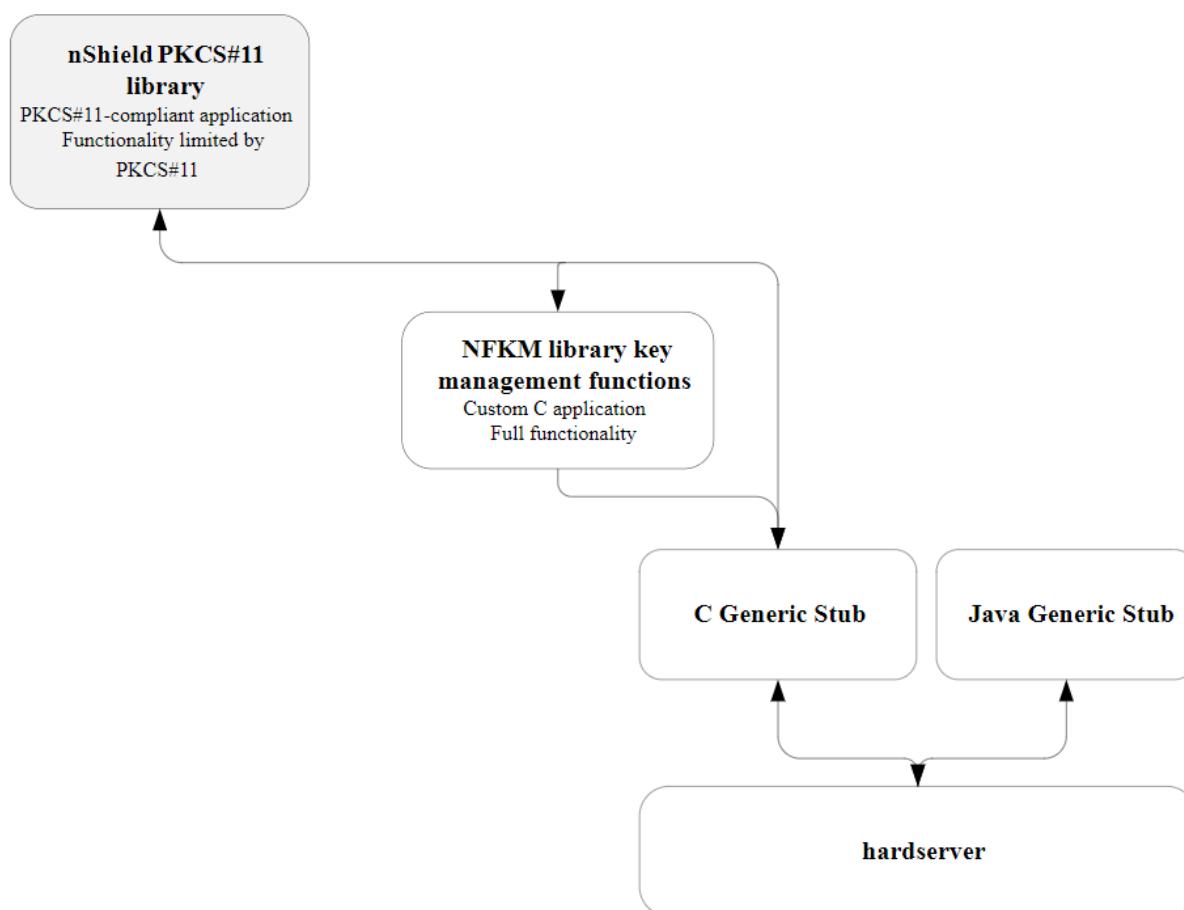 nShield PKCS#11
library
PKCS#11-compliant application
Functionality limited by
PKCS#11
NFKM library key
management functions
Custom C application
Full functionality
C Generic Stub
Java Generic Stub
hardserver